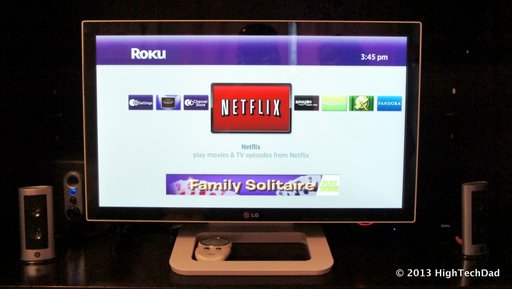 Roku
3:45 pm
Settings
Channel Store
NETFLIX
amazon
PANDORA
Netflix
play movies & TV episodes from Netflix
Family Solitaire
LG
© 2013 HighTechDad